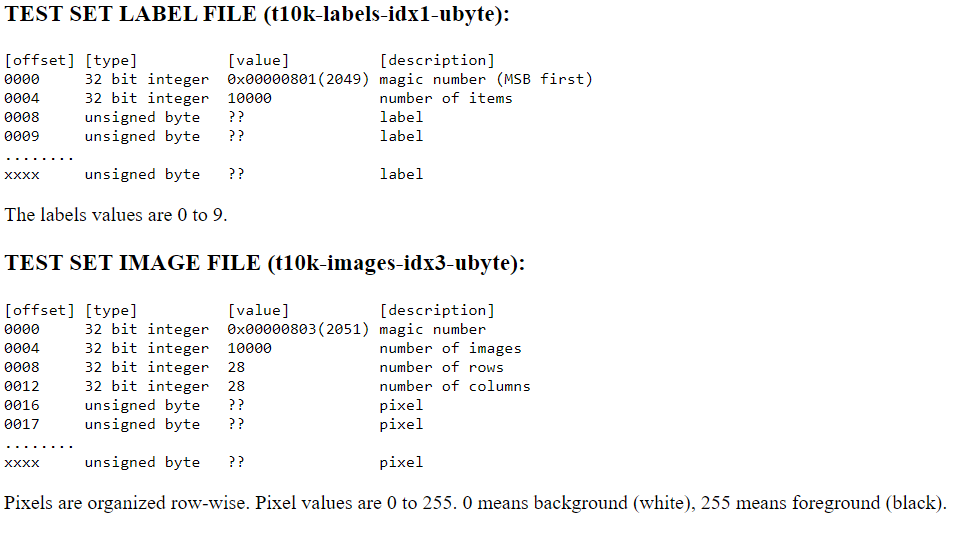 TEST SET LABEL FILE (t10k-labels-idx1-ubyte):
[offset] [type]          [value]          [description]
0000     32 bit integer  0x00000801(2049) magic number (MSB first)
0004     32 bit integer  10000            number of items
0008     unsigned byte   ??               label
0009     unsigned byte   ??               label
........
xxxx     unsigned byte   ??               label
The labels values are 0 to 9.
TEST SET IMAGE FILE (t10k-images-idx3-ubyte):
[offset] [type]          [value]          [description]
0000     32 bit integer  0x00000803(2051) magic number
0004     32 bit integer  10000            number of images
0008     32 bit integer  28               number of rows
0012     32 bit integer  28               number of columns
0016     unsigned byte   ??               pixel
0017     unsigned byte   ??               pixel
........
xxxx     unsigned byte   ??               pixel
Pixels are organized row-wise. Pixel values are 0 to 255. 0 means background (white), 255 means foreground (black).